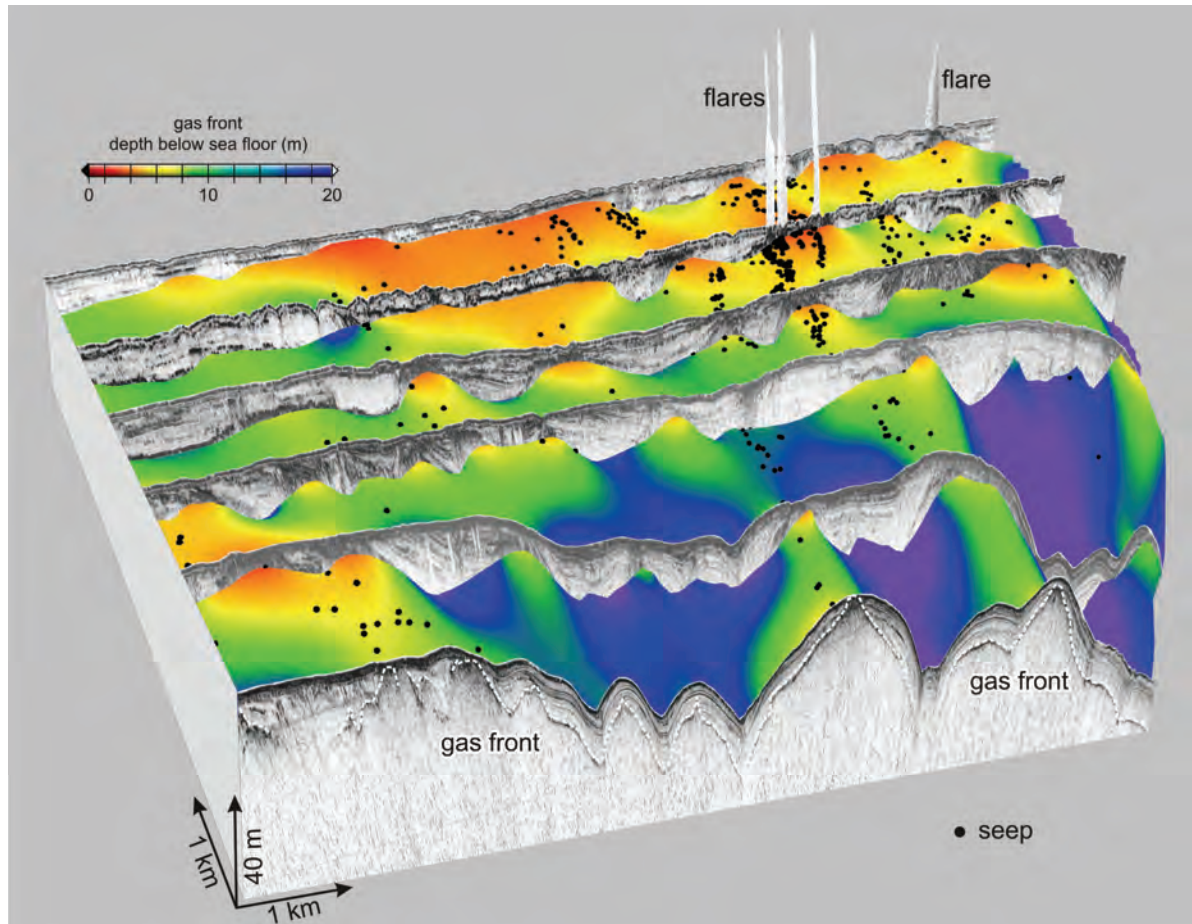 flares
flare
gas front
depth below sea floor (m)
0
10
20
gas front
gas front
seep
40 m
1 km
1 km